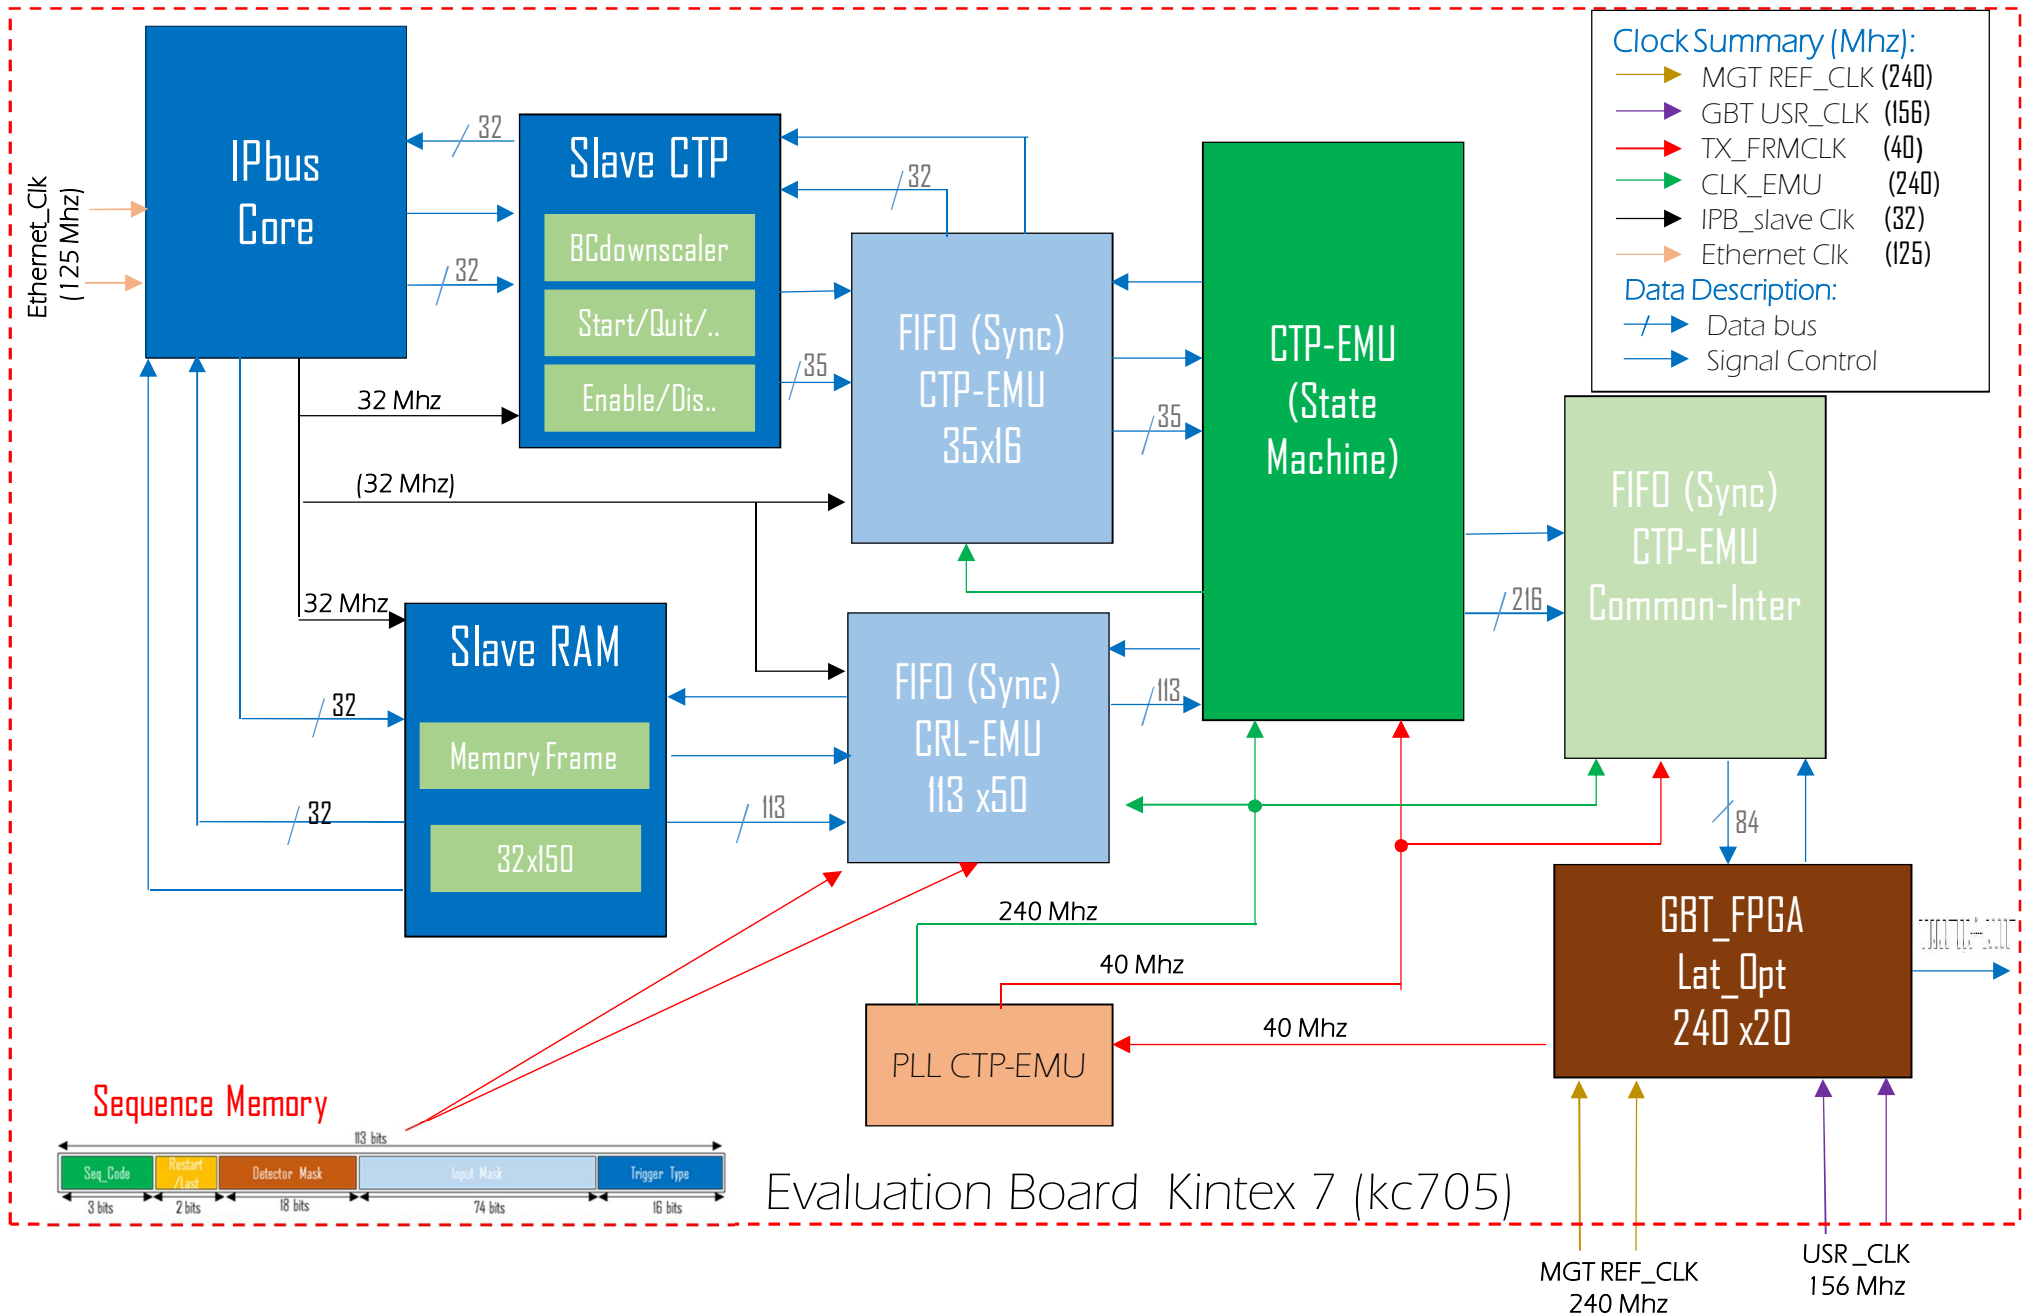 Clock Summary (Mhz):
MGT REF_CLK (240)
GBT USR_CLK (156)
TX_FRMCLK (40)
CLK_EMU (240)
IPB_slave Clk (32)
Ethernet Clk (125)
Data Description:
Data bus
Signal Control
Ethernet_Clk
(125 Mhz)
IPbus
Core
32
32
Slave CTP
BCdownscaler
Start/Quit/..
Enable/Dis..
32
35
FIFO (Sync)
CTP-EMU
35x16
35
CTP-EMU
(State
Machine)
32 Mhz
(32 Mhz)
32 Mhz
216
FIFO (Sync)
CTP-EMU
Common-Inter
Slave RAM
Memory Frame
32x150
32
32
113
FIFO (Sync)
CRL-EMU
113 x50
113
84
240 Mhz
40 Mhz
40 Mhz
PLL CTP-EMU
GBT_FPGA
Lat_Opt
240 x20
Sequence Memory
113 bits
Seq_Code
Restart
/Last
Detector Mask
Input Mask
Trigger Type
3 bits
2 bits
18 bits
74 bits
16 bits
Evaluation Board Kintex 7 (kc705)
MGT REF_CLK
240 Mhz
USR_CLK
156 Mhz